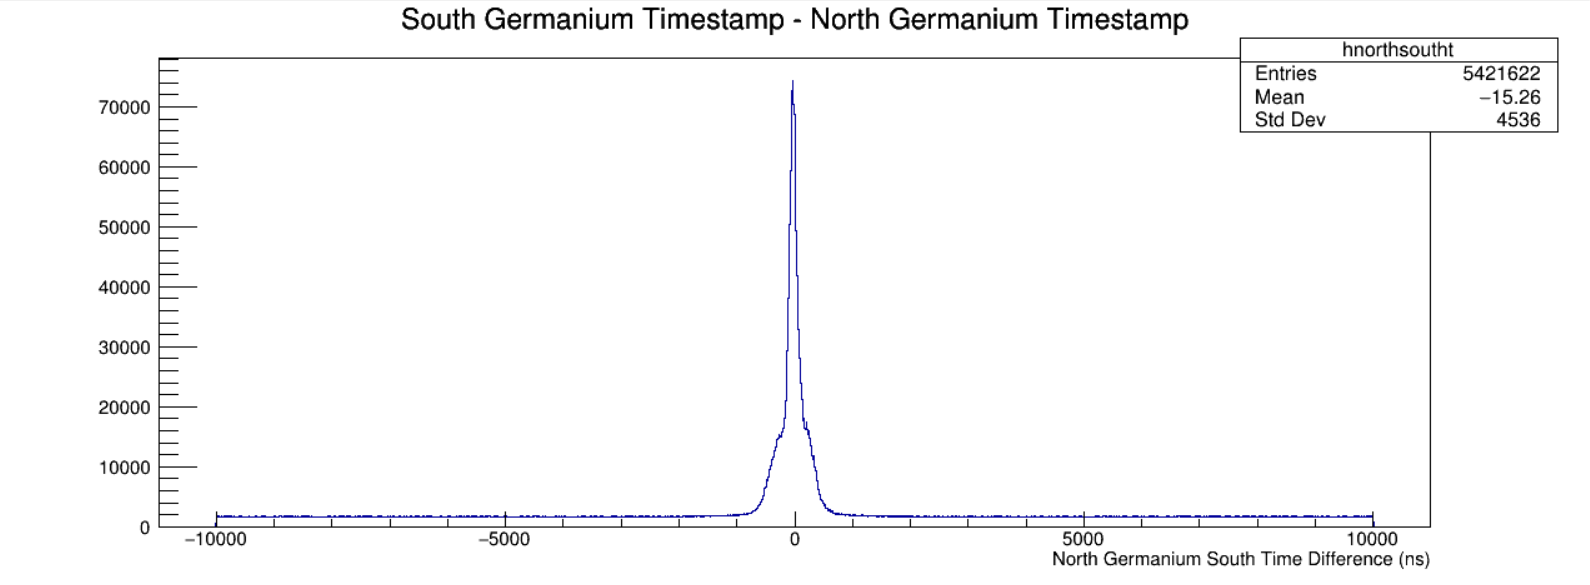 South Germanium Timestamp - North Germanium Timestamp
hnorthsoutht
Entries 5421622
Mean −15.26
Std Dev 4536
70000
60000
50000
40000
30000
20000
10000
0
−10000 −5000 0 5000 10000
North Germanium South Time Difference (ns)